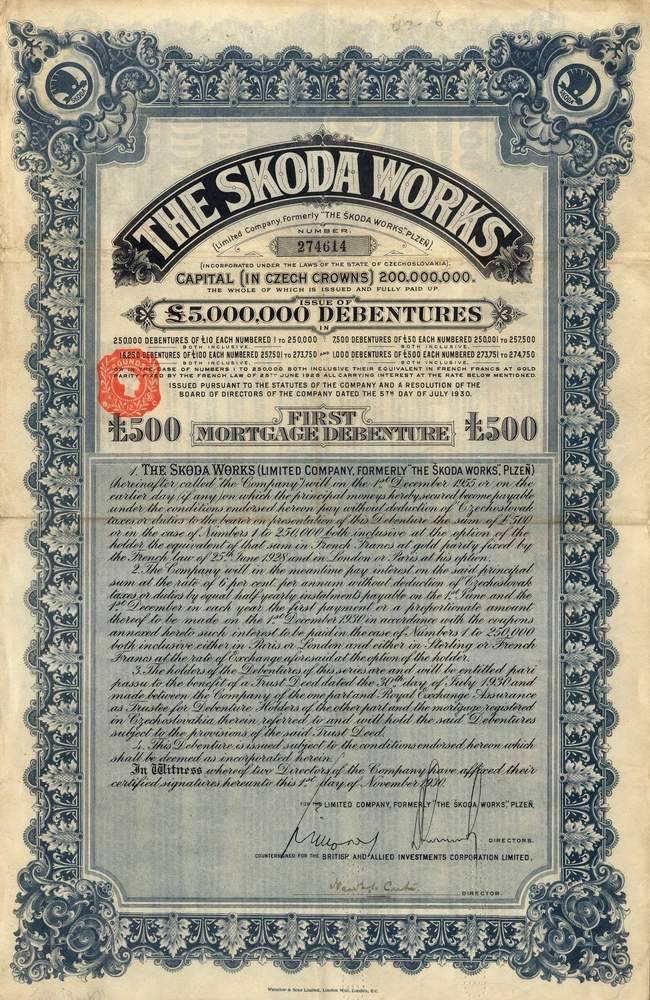 SKODA
SKODA
THE SKODA WORKS
(Limited Company, Formerly "THE ŠKODA WORKS", PLZEŇ)
NUMBER.
274614
(INCORPORATED UNDER THE LAWS OF THE STATE OF CZECHOSLOVAKIA).
CAPITAL (IN CZECH CROWNS) 200,000,000.
THE WHOLE OF WHICH IS ISSUED AND FULLY PAID UP.
ISSUE OF
£5,000,000 DEBENTURES
IN
250,000 DEBENTURES OF £10 EACH NUMBERED 1 TO 250,000 7,500 DEBENTURES OF £50 EACH NUMBERED 250,001 TO 257,500
BOTH INCLUSIVE. BOTH INCLUSIVE.
16,250 DEBENTURES OF £100 EACH NUMBERED 257,501 TO 273,750 AND 1,000 DEBENTURES OF £500 EACH NUMBERED 273,751 TO 274,750
BOTH INCLUSIVE. BOTH INCLUSIVE.
OR IN THE CASE OF NUMBERS 1 TO 250,000 BOTH INCLUSIVE THEIR EQUIVALENT IN FRENCH FRANCS AT GOLD
PARITY FIXED BY THE FRENCH LAW OF 25TH JUNE 1928 ALL CARRYING INTEREST AT THE RATE BELOW MENTIONED.
ISSUED PURSUANT TO THE STATUTES OF THE COMPANY AND A RESOLUTION OF THE
BOARD OF DIRECTORS OF THE COMPANY DATED THE 5TH DAY OF JULY 1930.
£500 FIRST MORTGAGE DEBENTURE £500
1. THE SKODA WORKS (LIMITED COMPANY, FORMERLY "THE ŠKODA WORKS", PLZEŇ)
(hereinafter called "the Company") will on the 1st December 1955 or on the
earlier day (if any) on which the principal moneys hereby secured become payable
under the conditions endorsed hereon pay without deduction of Czechoslovak
taxes or duties to the bearer on presentation of this Debenture the sum of £500
or in the case of Numbers 1 to 250,000 both inclusive at the option of the
holder the equivalent of that sum in French Francs at gold parity fixed by
the French law of 25th June 1928 and in London or Paris at his option.
2. The Company will in the meantime pay interest on the said principal
sum at the rate of 6 per cent. per annum without deduction of Czechoslovak
taxes or duties by equal half yearly instalments payable on the 1st June and the
1st December in each year the first payment or a proportionate amount
thereof to be made on the 1st December 1930 in accordance with the coupons
annexed hereto such interest to be paid in the case of Numbers 1 to 250,000
both inclusive either in Paris or London and either in Sterling or French
Francs at the rate of Exchange aforesaid at the option of the holder.
3. The holders of the Debentures of this series are and will be entitled pari
passu to the benefit of a Trust Deed dated the 30th day of July 1930 and
made between the Company of the one part and Royal Exchange Assurance
as Trustee for Debenture Holders of the other part and the mortgage registered
in Czechoslovakia therein referred to and will hold the said Debentures
subject to the provisions of the said Trust Deed.
4. This Debenture is issued subject to the conditions endorsed hereon which
shall be deemed as incorporated herein.
In Witness whereof two Directors of the Company have affixed their
certified signatures hereunto this 1st day of November 1930.
FOR THE LIMITED COMPANY, FORMERLY "THE ŠKODA WORKS", PLZEŇ,
DIRECTORS.
COUNTERSIGNED FOR THE BRITISH AND ALLIED INVESTMENTS CORPORATION LIMITED,
DIRECTOR.
Waterlow & Sons Limited, London Wall, London, E.C.